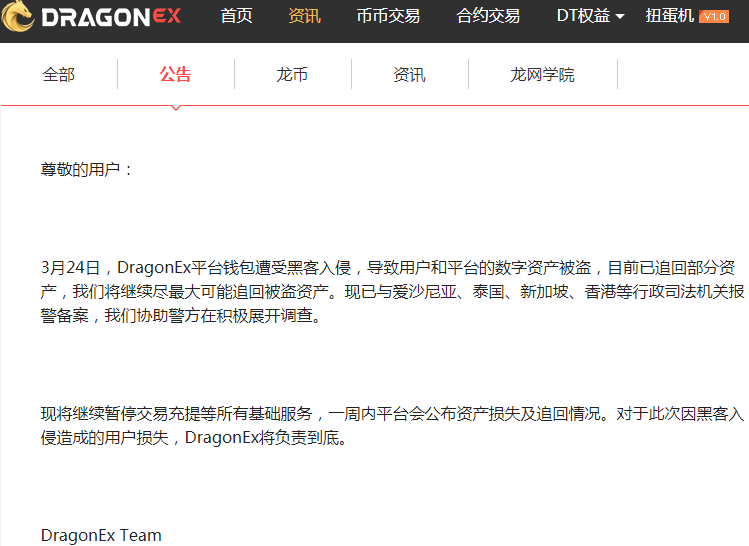 DRAGONEX 首页 资讯 币币交易 合约交易 DT权益 扭蛋机 V1.0
全部 公告 龙币 资讯 龙网学院
尊敬的用户：
3月24日，DragonEx平台钱包遭受黑客入侵，导致用户和平台的数字资产被盗，目前已追回部分资
产，我们将继续尽最大可能追回被盗资产。现已与爱沙尼亚、泰国、新加坡、香港等行政司法机关报
警备案，我们协助警方在积极展开调查。
现将继续暂停交易充提等所有基础服务，一周内平台会公布资产损失及追回情况。对于此次因黑客入
侵造成的用户损失，DragonEx将负责到底。
DragonEx Team